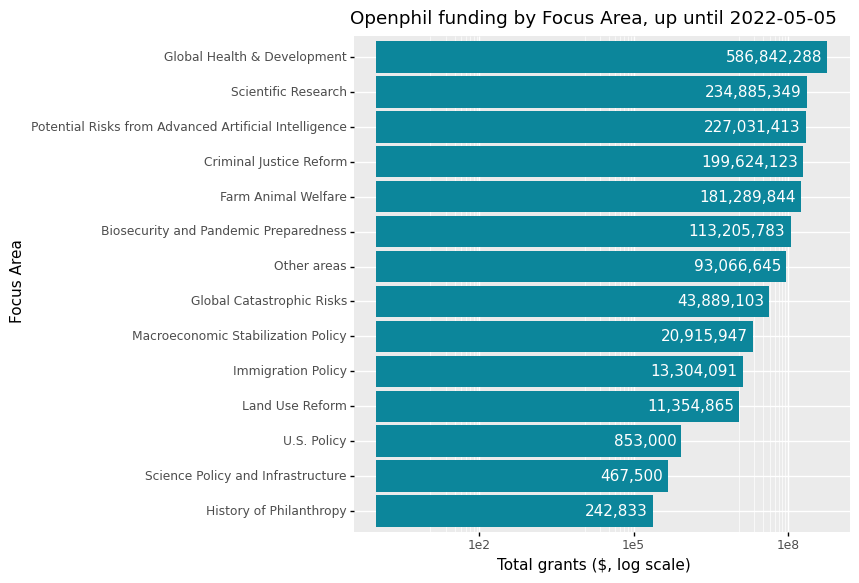 Openphil funding by Focus Area, up until 2022-05-05
Focus Area
Global Health & Development 586,842,288
Scientific Research 234,885,349
Potential Risks from Advanced Artificial Intelligence 227,031,413
Criminal Justice Reform 199,624,123
Farm Animal Welfare 181,289,844
Biosecurity and Pandemic Preparedness 113,205,783
Other areas 93,066,645
Global Catastrophic Risks 43,889,103
Macroeconomic Stabilization Policy 20,915,947
Immigration Policy 13,304,091
Land Use Reform 11,354,865
U.S. Policy 853,000
Science Policy and Infrastructure 467,500
History of Philanthropy 242,833
1e2 1e5 1e8
Total grants ($, log scale)